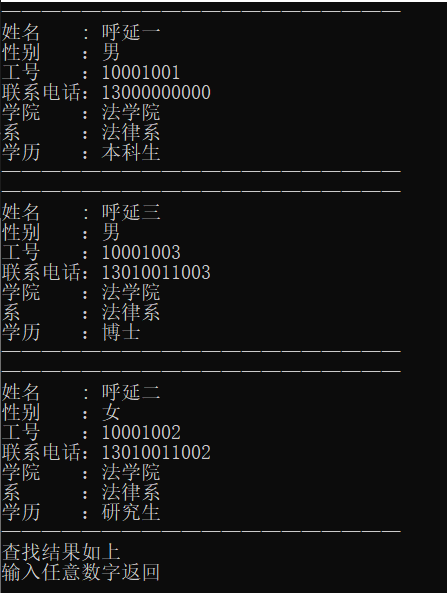 ————————————————————
姓名　　: 呼延一
性别　　: 男
工号　　: 10001001
联系电话: 13000000000
学院　　: 法学院
系　　　: 法律系
学历　　: 本科生
————————————————————
————————————————————
姓名　　: 呼延三
性别　　: 男
工号　　: 10001003
联系电话: 13010011003
学院　　: 法学院
系　　　: 法律系
学历　　: 博士
————————————————————
————————————————————
姓名　　: 呼延二
性别　　: 女
工号　　: 10001002
联系电话: 13010011002
学院　　: 法学院
系　　　: 法律系
学历　　: 研究生
————————————————————
查找结果如上
输入任意数字返回